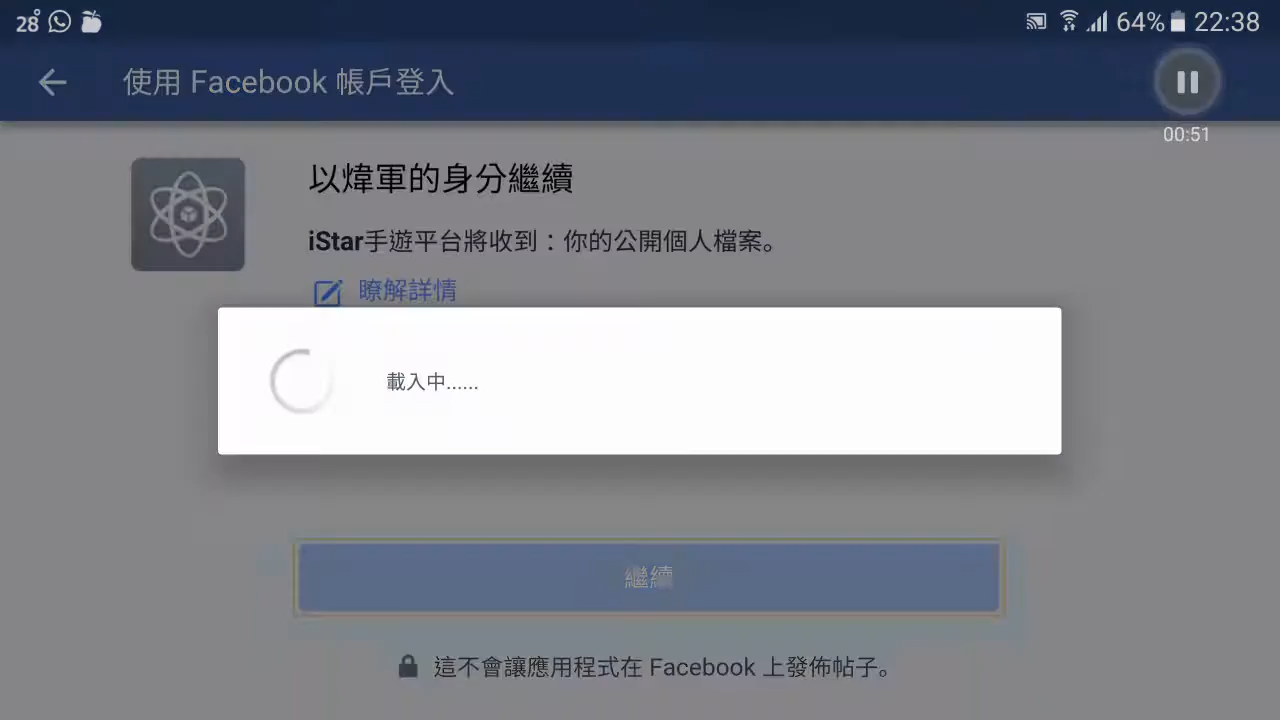 28°
64%
22:38
使用 Facebook 帳戶登入
00:51
以煒軍的身分繼續
iStar手遊平台將收到：你的公開個人檔案。
瞭解詳情
載入中......
繼續
這不會讓應用程式在 Facebook 上發佈帖子。